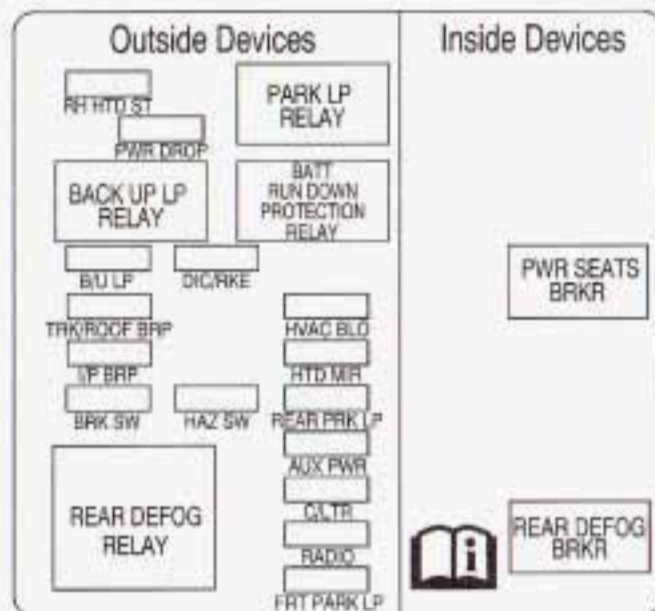 Outside Devices
Inside Devices
RH HTD ST
PARK LP
RELAY
PWR DROP
BACK UP LP
RELAY
BATT
RUN DOWN
PROTECTION
RELAY
B/U LP
DIC/RKE
PWR SEATS
BRKR
TRK/ROOF BRP
HVAC BLO
I/P BRP
HTD MIR
BRK SW
HAZ SW
REAR PRK LP
AUX PWR
REAR DEFOG
RELAY
C/LTR
RADIO
FRT PARK LP
i
REAR DEFOG
BRKR